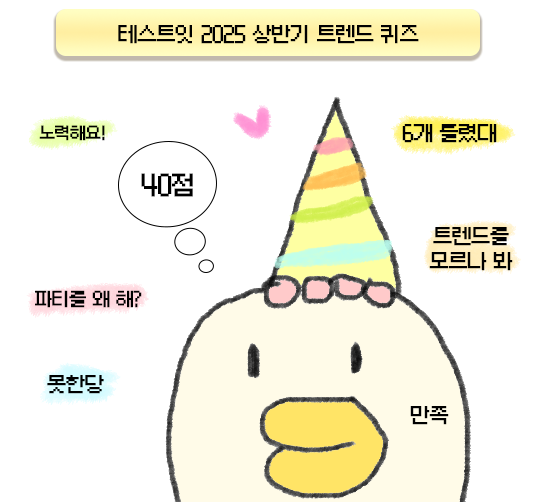 테스트잇 2025 상반기 트렌드 퀴즈
노력해요!
6개 틀렸대
40점
트렌드를
모르나 봐
파티를 왜 해?
못한당
만족